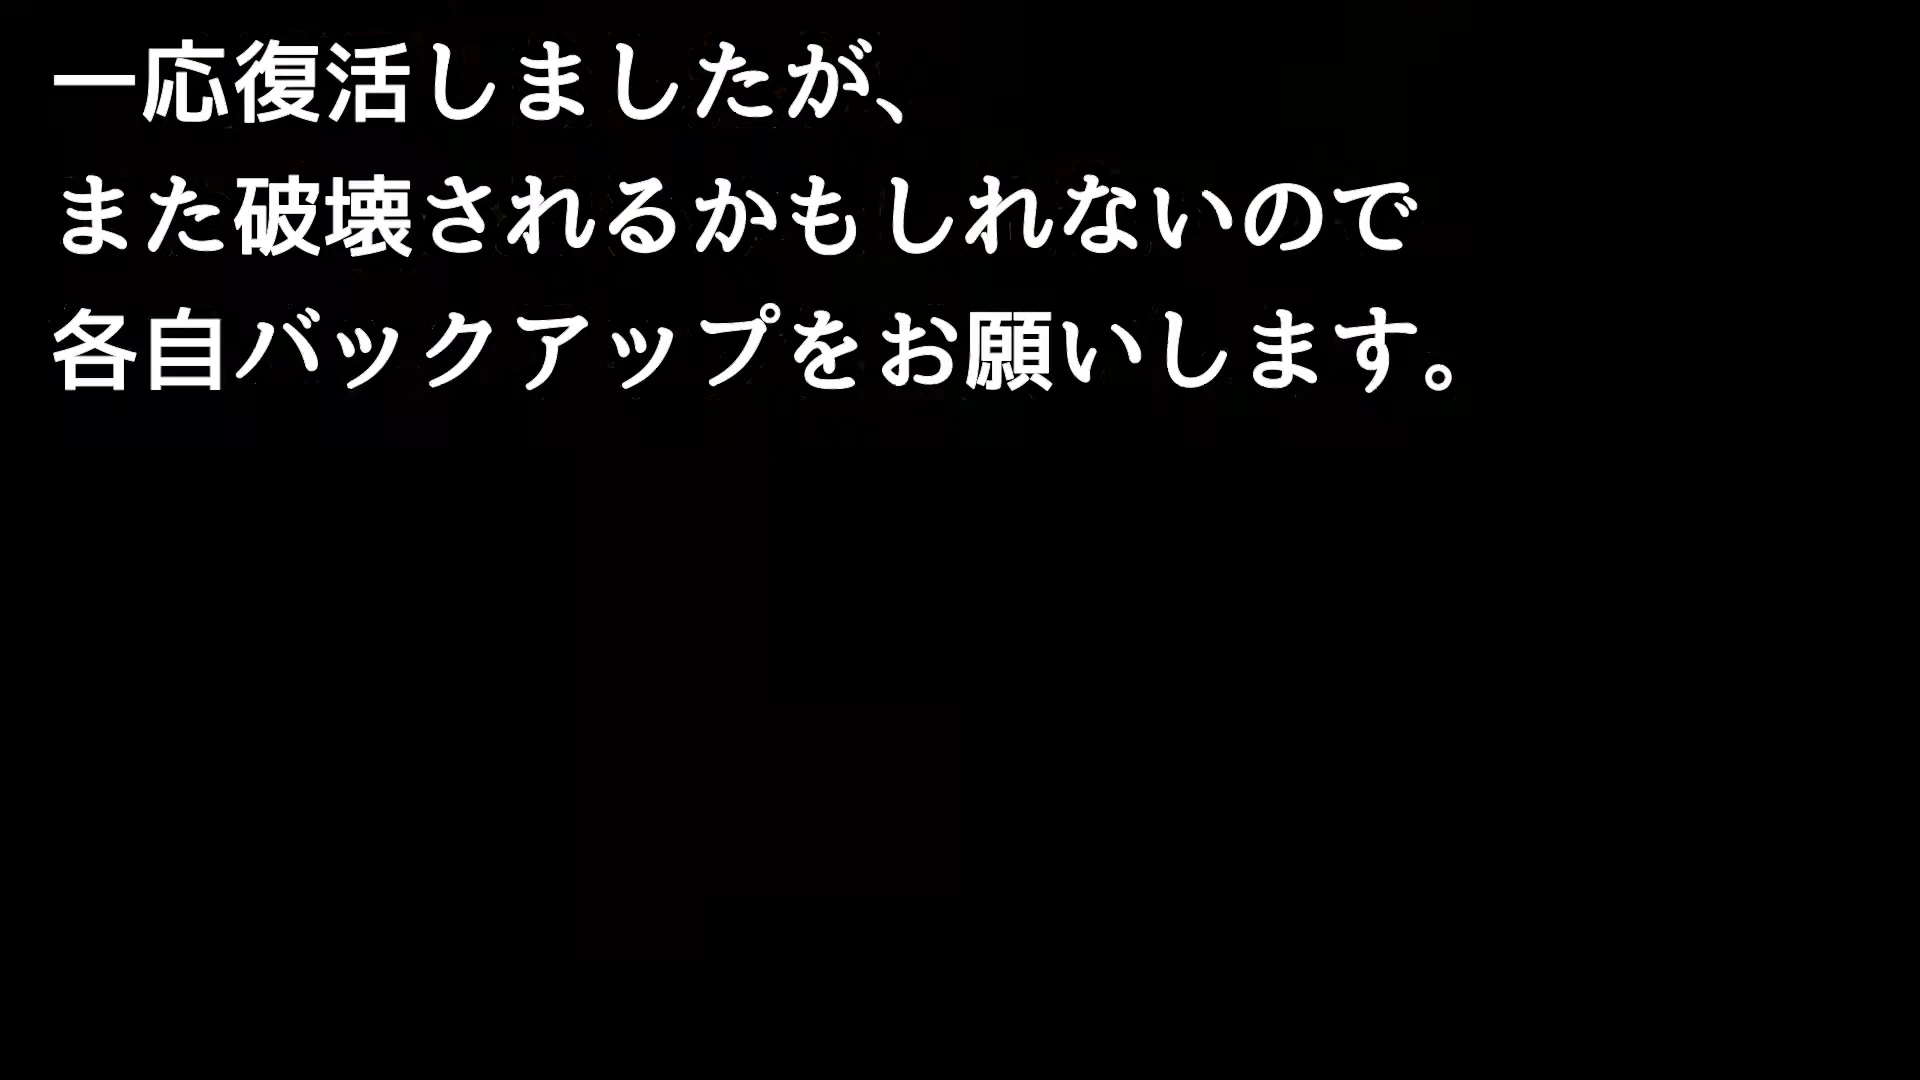 一応復活しましたが、
また破壊されるかもしれないので
各自バックアップをお願いします。